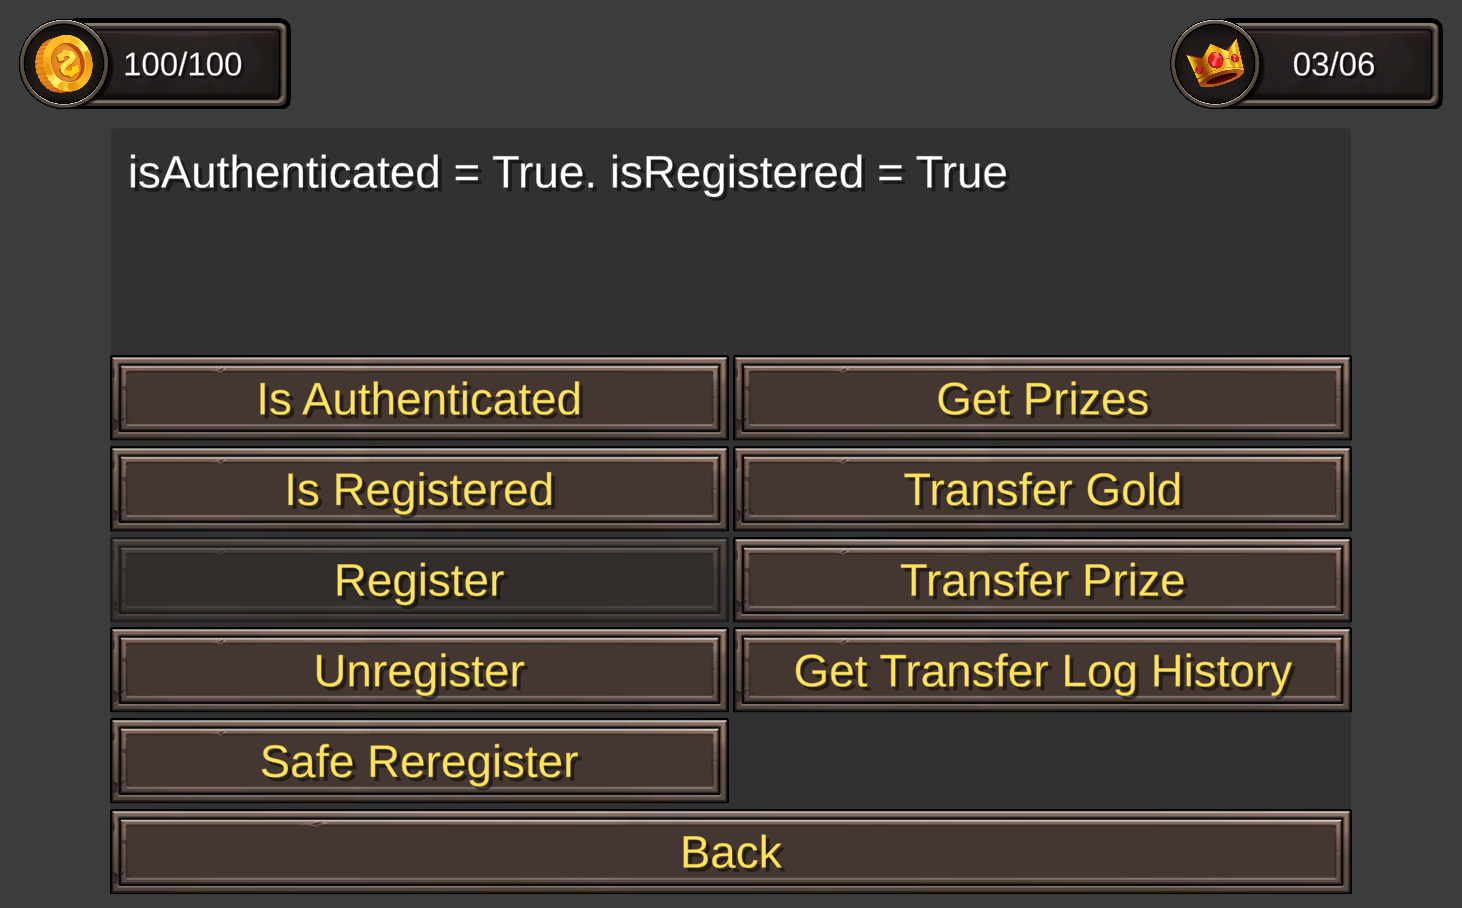 100/100
03/06
isAuthenticated = True. isRegistered = True
Is Authenticated
Get Prizes
Is Registered
Transfer Gold
Register
Transfer Prize
Unregister
Get Transfer Log History
Safe Reregister
Back